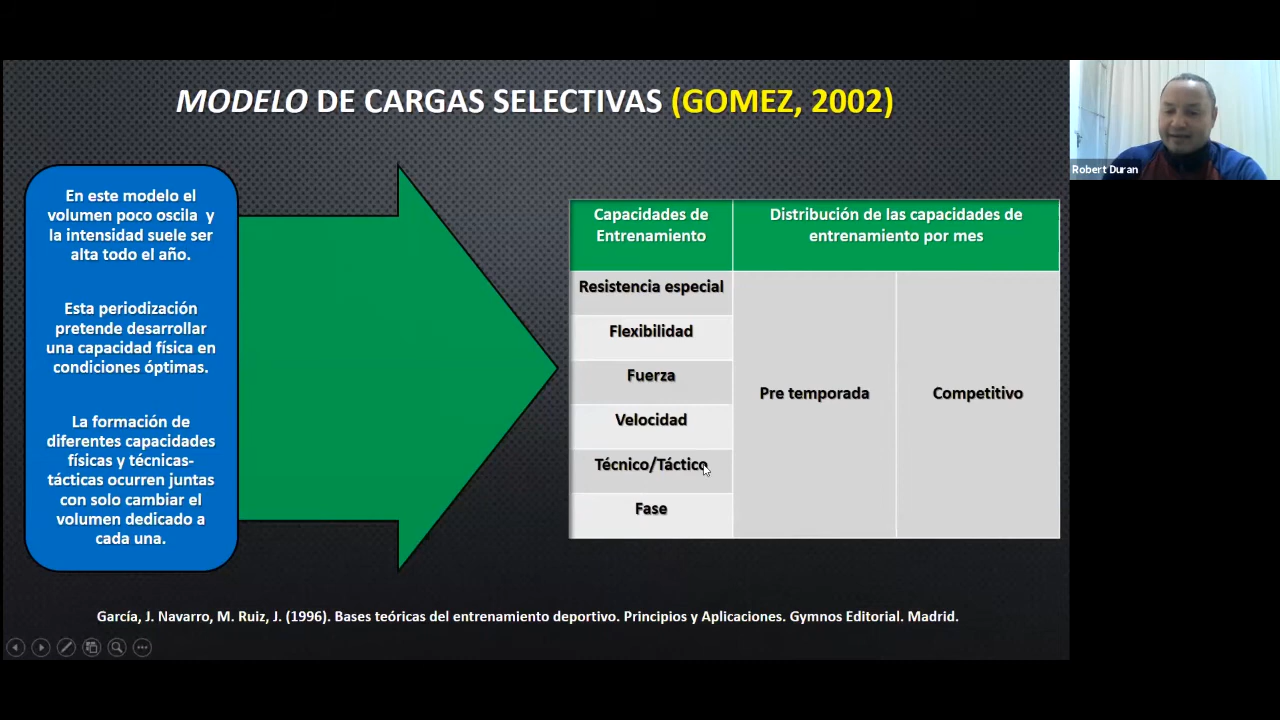 MODELO DE CARGAS SELECTIVAS (GOMEZ, 2002)
En este modelo el
volumen poco oscila y
la intensidad suele ser
alta todo el año.
Esta periodización
pretende desarrollar
una capacidad física en
condiciones óptimas.
La formación de
diferentes capacidades
físicas y técnicas-
tácticas ocurren juntas
con solo cambiar el
volumen dedicado a
cada una.
Capacidades de
Entrenamiento
Distribución de las capacidades de
entrenamiento por mes
Resistencia especial
Flexibilidad
Fuerza
Velocidad
Técnico/Táctico
Fase
Pre temporada
Competitivo
García, J. Navarro, M. Ruiz, J. (1996). Bases teóricas del entrenamiento deportivo. Principios y Aplicaciones. Gymnos Editorial. Madrid.
Robert Duran